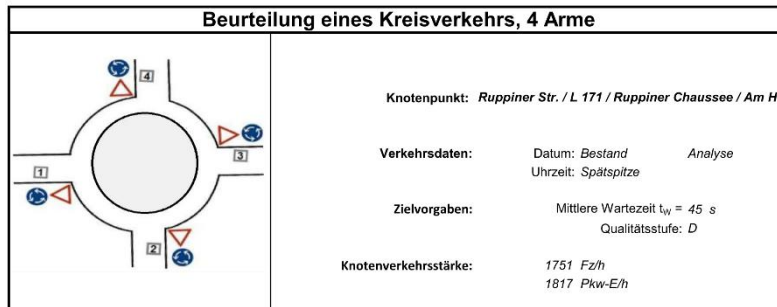 Beurteilung eines Kreisverkehrs, 4 Arme
4
3
1
2
Knotenpunkt: Ruppiner Str. / L 171 / Ruppiner Chaussee / Am H
Verkehrsdaten: Datum: Bestand Analyse
Uhrzeit: Spätspitze
Zielvorgaben: Mittlere Wartezeit tw = 45 s
Qualitätsstufe: D
Knotenverkehrsstärke: 1751 Fz/h
1817 Pkw-E/h